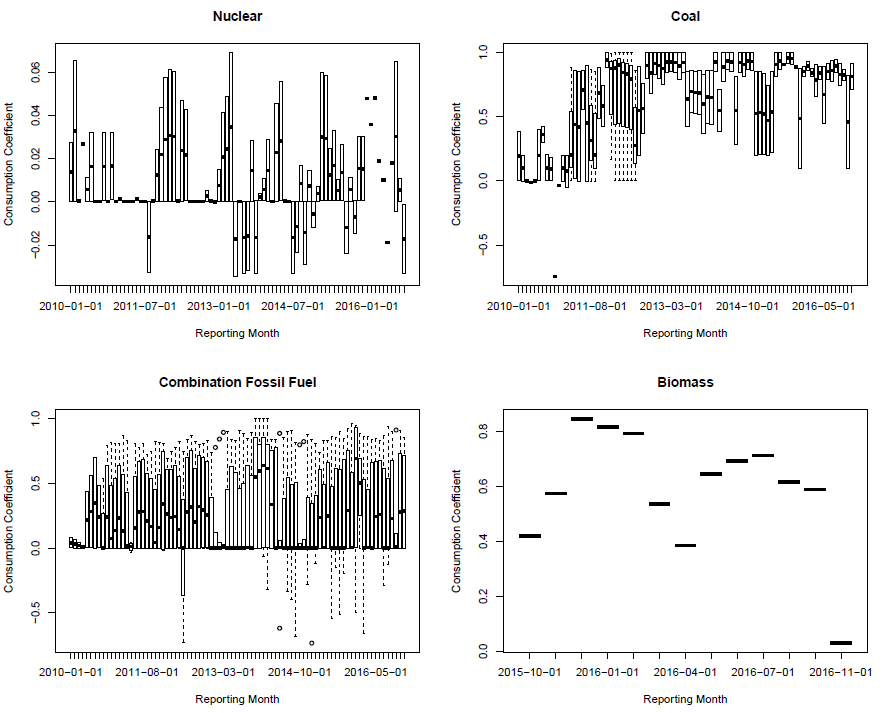 Nuclear
Consumption Coefficient
0.06
0.04
0.02
0.00
−0.02
2010−01−01 2011−07−01 2013−01−01 2014−07−01 2016−01−01
Reporting Month
Coal
Consumption Coefficient
1.0
0.5
0.0
−0.5
2010−01−01 2011−08−01 2013−03−01 2014−10−01 2016−05−01
Reporting Month
Combination Fossil Fuel
Consumption Coefficient
1.0
0.5
0.0
−0.5
2010−01−01 2011−08−01 2013−03−01 2014−10−01 2016−05−01
Reporting Month
Biomass
Consumption Coefficient
0.8
0.6
0.4
0.2
0.0
2015−10−01 2016−01−01 2016−04−01 2016−07−01 2016−11−01
Reporting Month